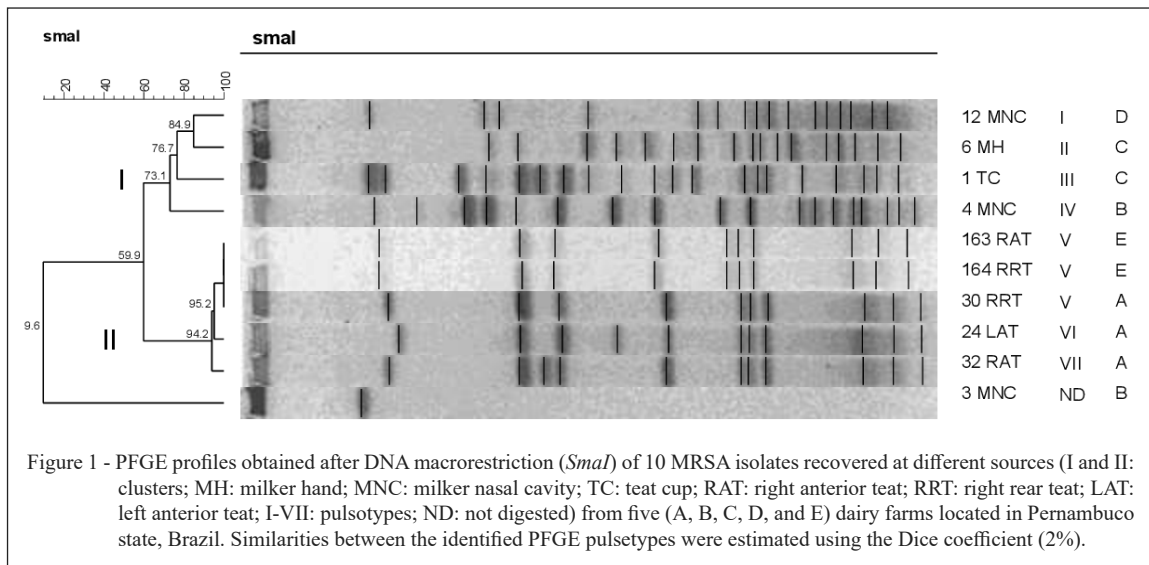 smaI
smaI
20
40
60
80
100
84.9
76.7
73.1
59.9
95.2
94.2
9.6
I
II
12 MNC I D
6 MH II C
1 TC III C
4 MNC IV B
163 RAT V E
164 RRT V E
30 RRT V A
24 LAT VI A
32 RAT VII A
3 MNC ND B
Figure 1 - PFGE profiles obtained after DNA macrorestriction (SmaI) of 10 MRSA isolates recovered at different sources (I and II:
clusters; MH: milker hand; MNC: milker nasal cavity; TC: teat cup; RAT: right anterior teat; RRT: right rear teat; LAT:
left anterior teat; I-VII: pulsotypes; ND: not digested) from five (A, B, C, D, and E) dairy farms located in Pernambuco
state, Brazil. Similarities between the identified PFGE pulsetypes were estimated using the Dice coefficient (2%).